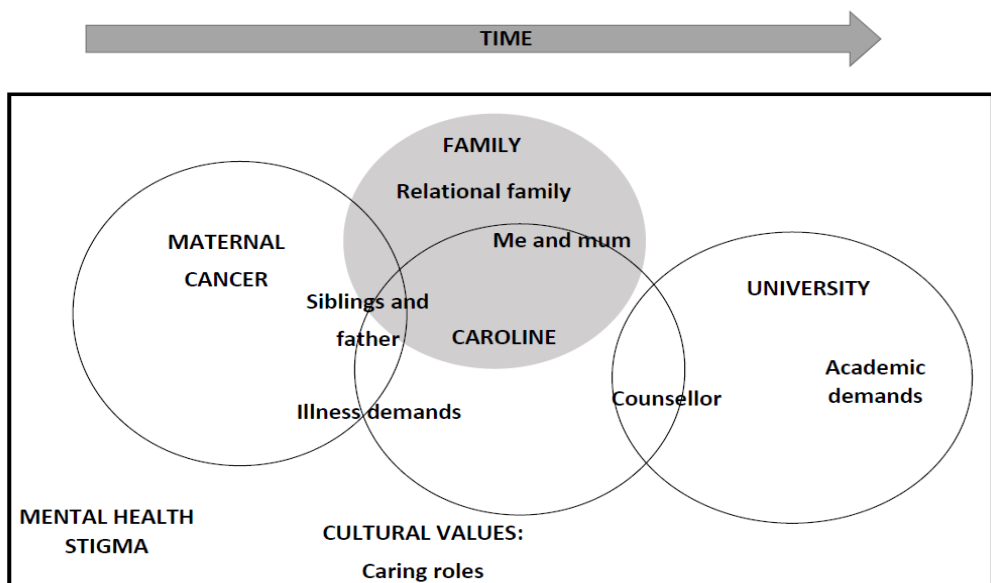 TIME
FAMILY
Relational family
Me and mum
MATERNAL
CANCER
Siblings and
father
CAROLINE
UNIVERSITY
Academic
demands
Counsellor
Illness demands
MENTAL HEALTH
STIGMA
CULTURAL VALUES:
Caring roles